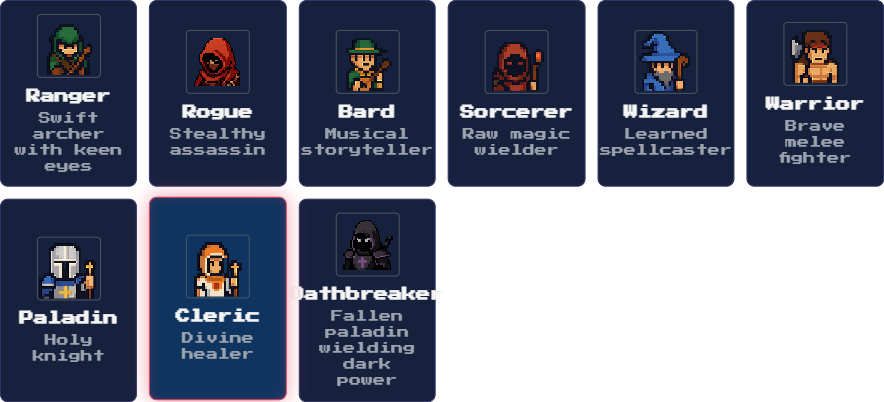 Ranger
Swift
archer
with keen
eyes
Rogue
Stealthy
assassin
Bard
Musical
storyteller
Sorcerer
Raw magic
wielder
Wizard
Learned
spellcaster
Warrior
Brave
melee
fighter
Paladin
Holy
knight
Cleric
Divine
healer
Oathbreaker
Fallen
paladin
wielding
dark
power